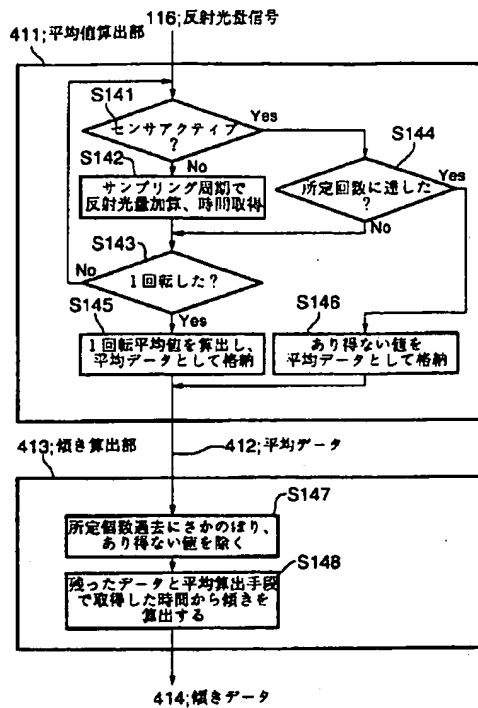 116;反射光量信号
411;平均値算出部
S141
センサアクティブ
?
Yes
S142
No
サンプリング周期で
反射光量加算、時間取得
S144
所定回数に達した
?
Yes
No
S143
No
1回転した?
Yes
S145
1回転平均値を算出し、
平均データとして格納
S146
あり得ない値を
平均データとして格納
413;傾き算出部
412;平均データ
S147
所定個数過去にさかのぼり、
あり得ない値を除く
S148
残ったデータと平均算出手段
で取得した時間から傾きを
算出する
414;傾きデータ